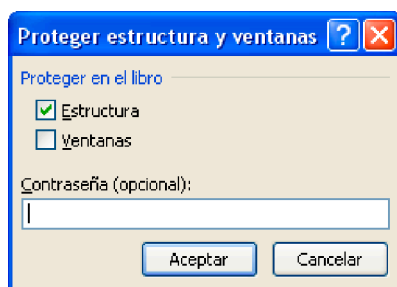 Proteger estructura y ventanas
Proteger en el libro
Estructura
Ventanas
Contraseña (opcional):
Aceptar Cancelar